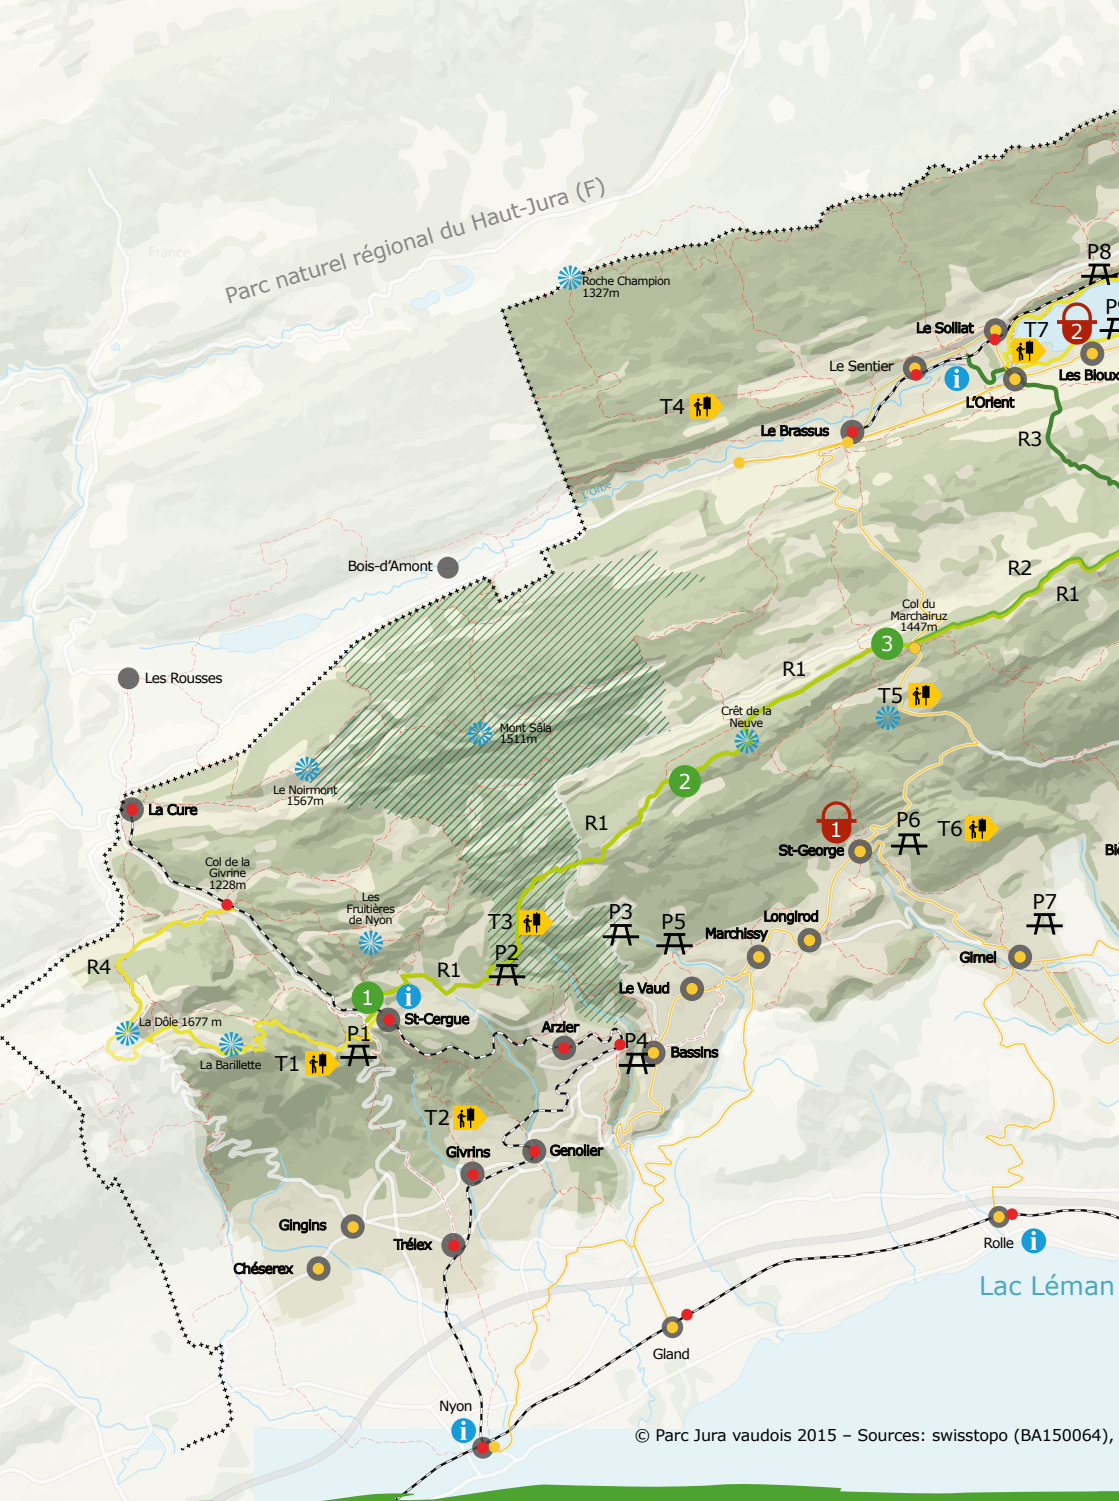 Parc naturel régional du Haut-Jura (F)
France
Roche Champion
1327m
P8
P9
Le Solliat
T7
2
Le Sentier
i
Les Bioux
L'Orient
T4
Le Brassus
R3
L'Orbe
Bois-d'Amont
R2
R1
Col du
Marchairuz
1447m
3
R1
Les Rousses
T5
Crêt de la
Neuve
Mont Sâla
1511m
2
Le Noirmont
1567m
La Cure
R1
1
P6
T6
St-George
Biè
Col de la
Givrine
1228m
Les
Fruitières
de Nyon
T3
P3
P5
Longirod
P7
Marchissy
P2
R4
R1
Gimel
1
i
Le Vaud
St-Cergue
La Dôle 1677 m
Arzier
P1
P4
La Barillette
T1
Bassins
T2
Givrins
Genolier
Gingins
Trélex
Chéserex
Rolle
i
Lac Léman
Gland
Nyon
i
© Parc Jura vaudois 2015 – Sources: swisstopo (BA150064),